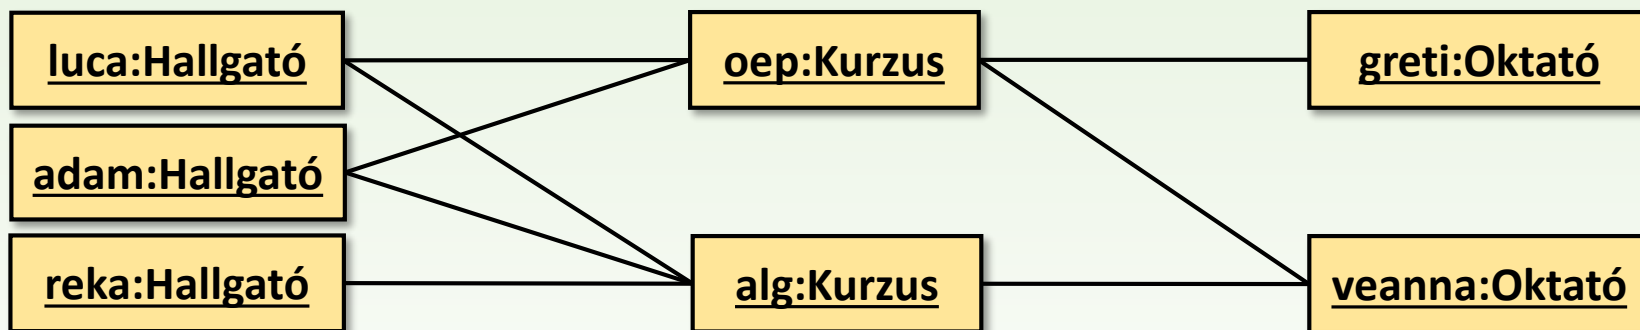 luca:Hallgató
oep:Kurzus
greti:Oktató
adam:Hallgató
reka:Hallgató
alg:Kurzus
veanna:Oktató